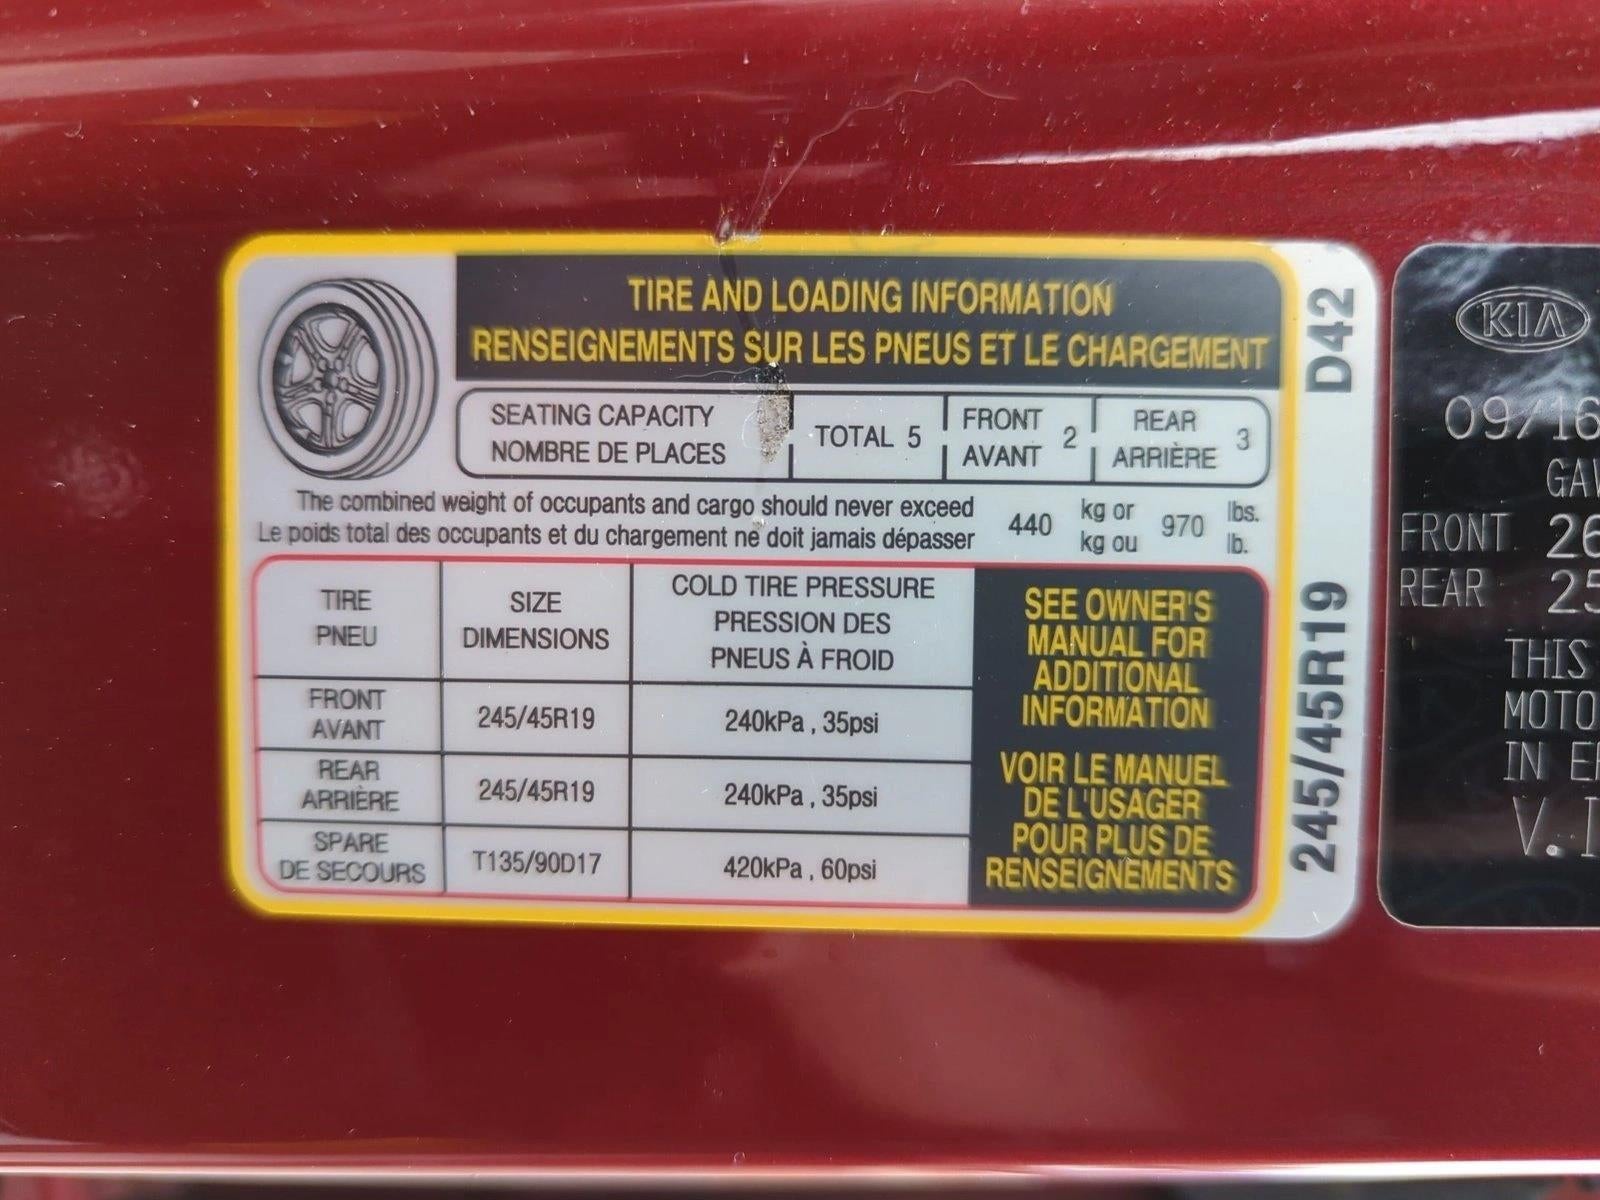 TIRE AND LOADING INFORMATION
RENSEIGNEMENTS SUR LES PNEUS ET LE CHARGEMENT
SEATING CAPACITY
NOMBRE DE PLACES
TOTAL 5
FRONT
AVANT
2
REAR
ARRIÈRE
3
The combined weight of occupants and cargo should never exceed
Le poids total des occupants et du chargement ne doit jamais dépasser
440
kg or
kg ou
970
lbs.
lb.
TIRE
PNEU
SIZE
DIMENSIONS
COLD TIRE PRESSURE
PRESSION DES
PNEUS À FROID
FRONT
AVANT
245/45R19
240kPa , 35psi
REAR
ARRIÈRE
245/45R19
240kPa , 35psi
SPARE
DE SECOURS
T135/90D17
420kPa , 60psi
SEE OWNER'S
MANUAL FOR
ADDITIONAL
INFORMATION
VOIR LE MANUEL
DE L'USAGER
POUR PLUS DE
RENSEIGNEMENTS
D42
245/45R19
KIA
09/16
FRONT
REAR
THIS
IN